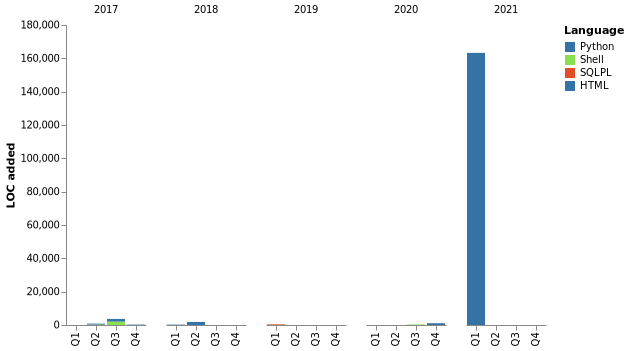 2017 2018 2019 2020 2021
Language
Python
Shell
SQLPL
HTML
LOC added
180,000
160,000
140,000
120,000
100,000
80,000
60,000
40,000
20,000
0
Q1 Q2 Q3 Q4 Q1 Q2 Q3 Q4 Q1 Q2 Q3 Q4 Q1 Q2 Q3 Q4 Q1 Q2 Q3 Q4